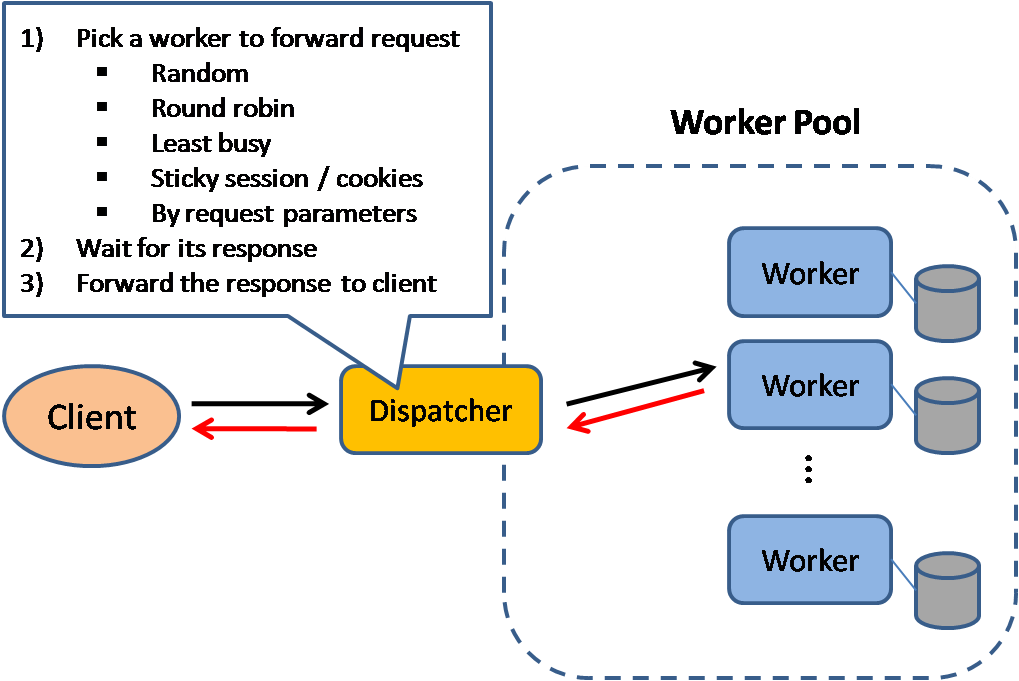 1) Pick a worker to forward request
▪ Random
▪ Round robin
▪ Least busy
▪ Sticky session / cookies
▪ By request parameters
2) Wait for its response
3) Forward the response to client
Worker Pool
Worker
Client
Dispatcher
Worker
Worker